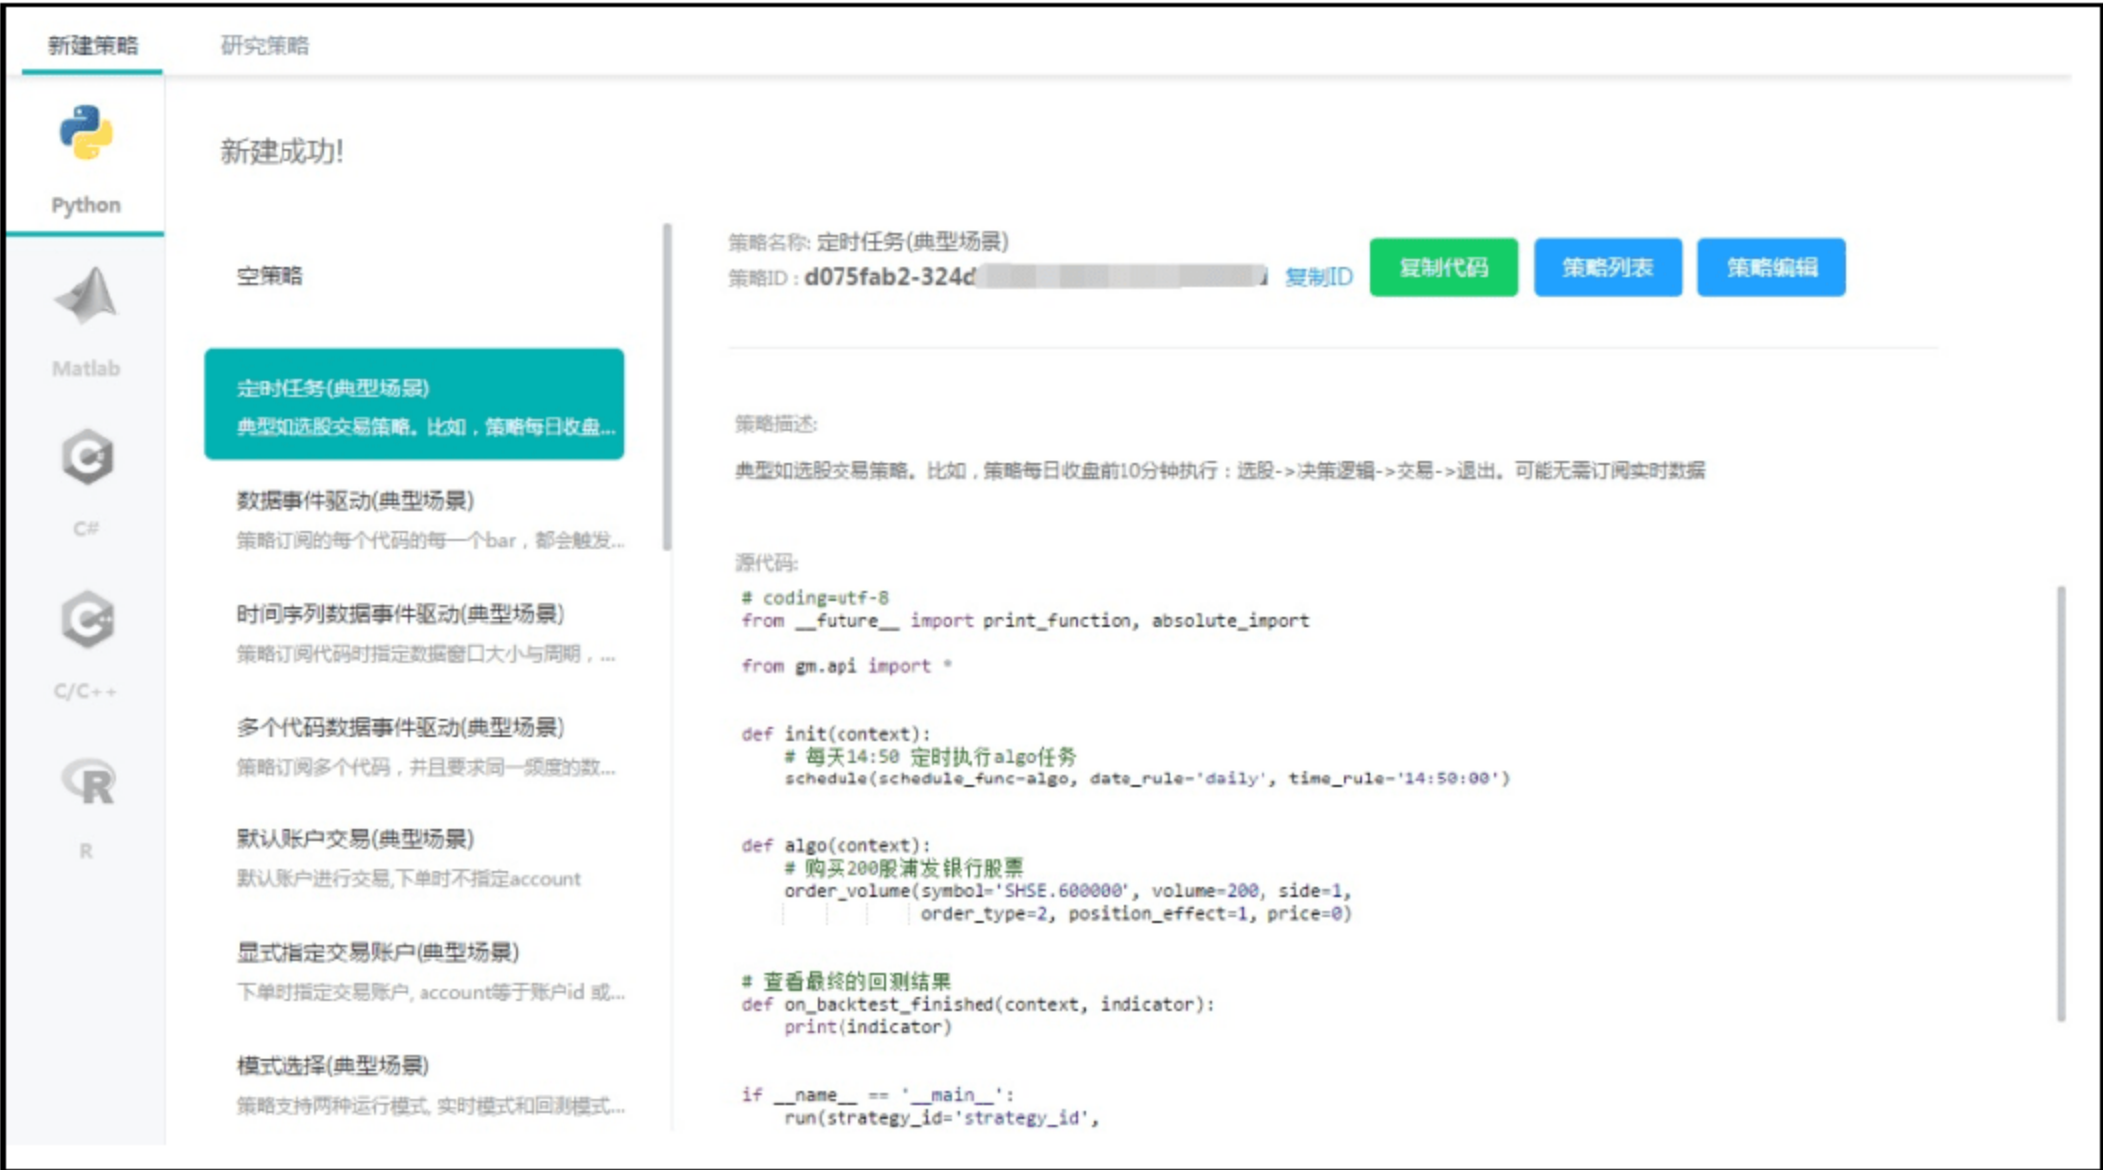 新建策略
研究策略
Python
Matlab
C#
C/C++
R
新建成功!
空策略
定时任务(典型场景)
典型如选股交易策略。比如，策略每日收盘...
数据事件驱动(典型场景)
策略订阅的每个代码的每一个bar，都会触发...
时间序列数据事件驱动(典型场景)
策略订阅代码时指定数据窗口大小与周期，...
多个代码数据事件驱动(典型场景)
策略订阅多个代码，并且要求同一频度的数...
默认账户交易(典型场景)
默认账户进行交易,下单时不指定account
显式指定交易账户(典型场景)
下单时指定交易账户, account等于账户id 或...
模式选择(典型场景)
策略支持两种运行模式, 实时模式和回测模式...
策略名称: 定时任务(典型场景)
策略ID : d075fab2-324d
复制ID
复制代码
策略列表
策略编辑
策略描述:
典型如选股交易策略。比如，策略每日收盘前10分钟执行：选股->决策逻辑->交易->退出。可能无需订阅实时数据
源代码:
# coding=utf-8
from __future__ import print_function, absolute_import
from gm.api import *
def init(context):
# 每天14:50 定时执行algo任务
schedule(schedule_func=algo, date_rule='daily', time_rule='14:50:00')
def algo(context):
# 购买200股浦发银行股票
order_volume(symbol='SHSE.600000', volume=200, side=1,
order_type=2, position_effect=1, price=0)
# 查看最终的回测结果
def on_backtest_finished(context, indicator):
print(indicator)
if __name__ == '__main__':
run(strategy_id='strategy_id',